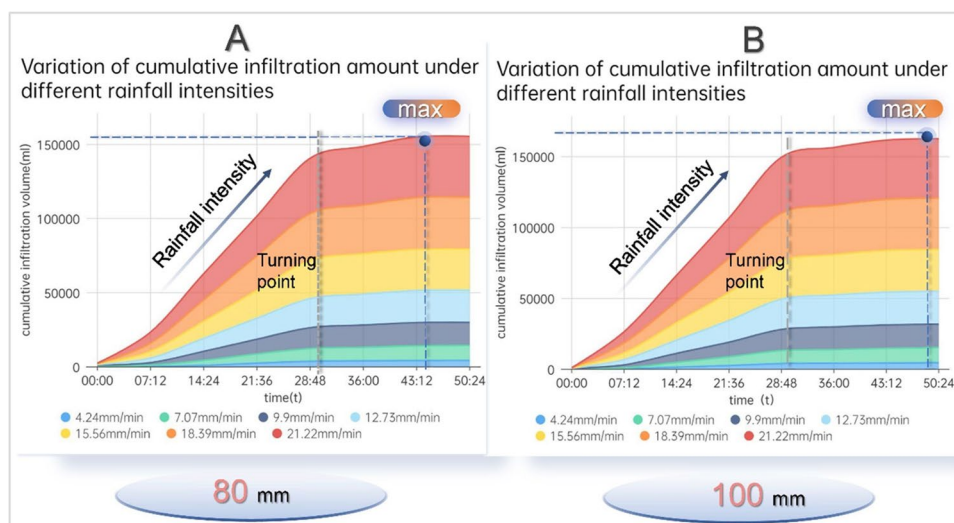 A
Variation of cumulative infiltration amount under
different rainfall intensities
max
cumulative infiltration volume(ml)
150000
100000
50000
0
Rainfall intensity
Turning
point
00:00 07:12 14:24 21:36 28:48 36:00 43:12 50:24
time(t)
4.24mm/min 7.07mm/min 9.9mm/min 12.73mm/min
15.56mm/min 18.39mm/min 21.22mm/min
80 mm
B
Variation of cumulative infiltration amount under
different rainfall intensities
max
cumulative infiltration volume(ml)
150000
100000
50000
0
Rainfall intensity
Turning
point
00:00 07:12 14:24 21:36 28:48 36:00 43:12 50:24
time (t)
4.24mm/min 7.07mm/min 9.9mm/min 12.73mm/min
15.56mm/min 18.39mm/min 21.22mm/min
100 mm